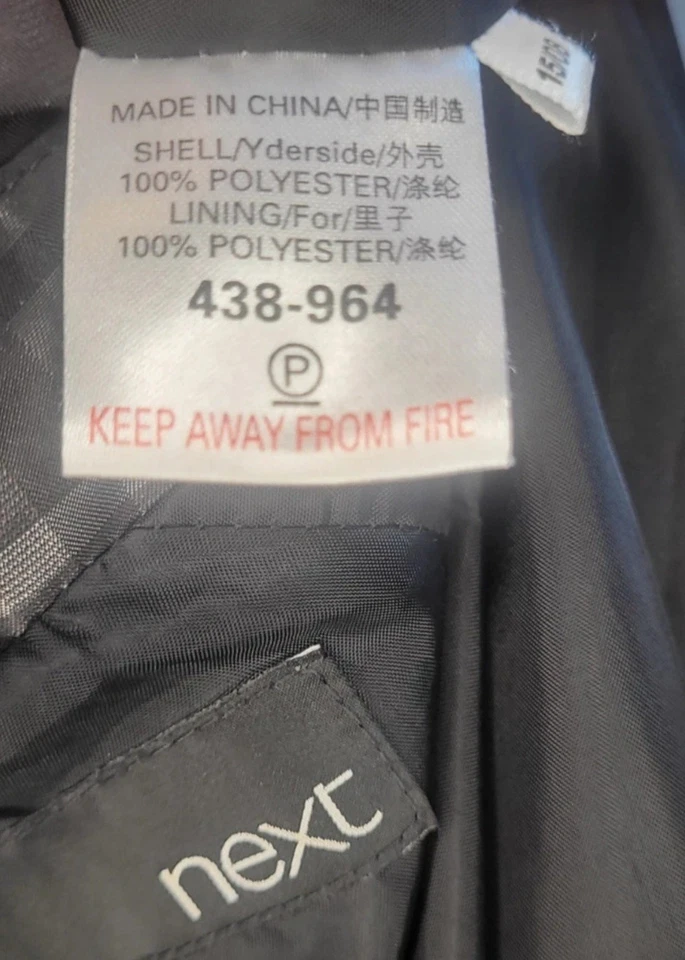 MADE IN CHINA/中国制造
SHELL/Yderside/外壳
100% POLYESTER/涤纶
LINING/For/里子
100% POLYESTER/涤纶
438-964
P
KEEP AWAY FROM FIRE
next